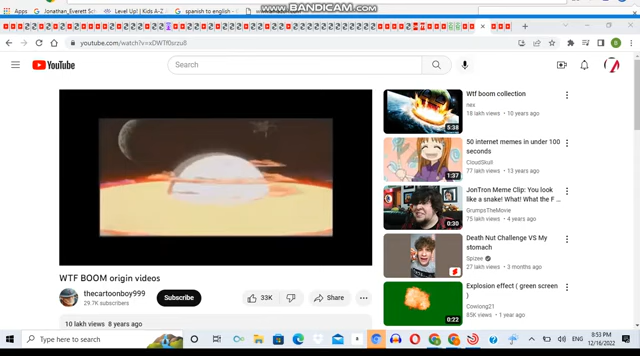 www.BANDICAM.com
Apps
Jonathan_Everett Sch
Level Up! | Kids A-Z
spanish to english -
youtube.com/watch?v=xDWTf0srzu8
YouTube
Search
WTF BOOM origin videos
thecartoonboy999
29.7K subscribers
Subscribe
33K
Share
10 lakh views 8 years ago
Wtf boom collection
nex
18 lakh views • 10 years ago
5:38
50 internet memes in under 100
seconds
CloudSkull
77 lakh views • 13 years ago
1:37
JonTron Meme Clip: You look
like a snake! What! What the F ...
GrumpsTheMovie
75 lakh views • 4 years ago
0:30
Death Nut Challenge VS My
stomach
Spizee
27 lakh views • 3 months ago
Explosion effect ( green screen
)
Cowlong21
85K views • 1 year ago
0:22
Type here to search
8:53 PM
12/16/2022